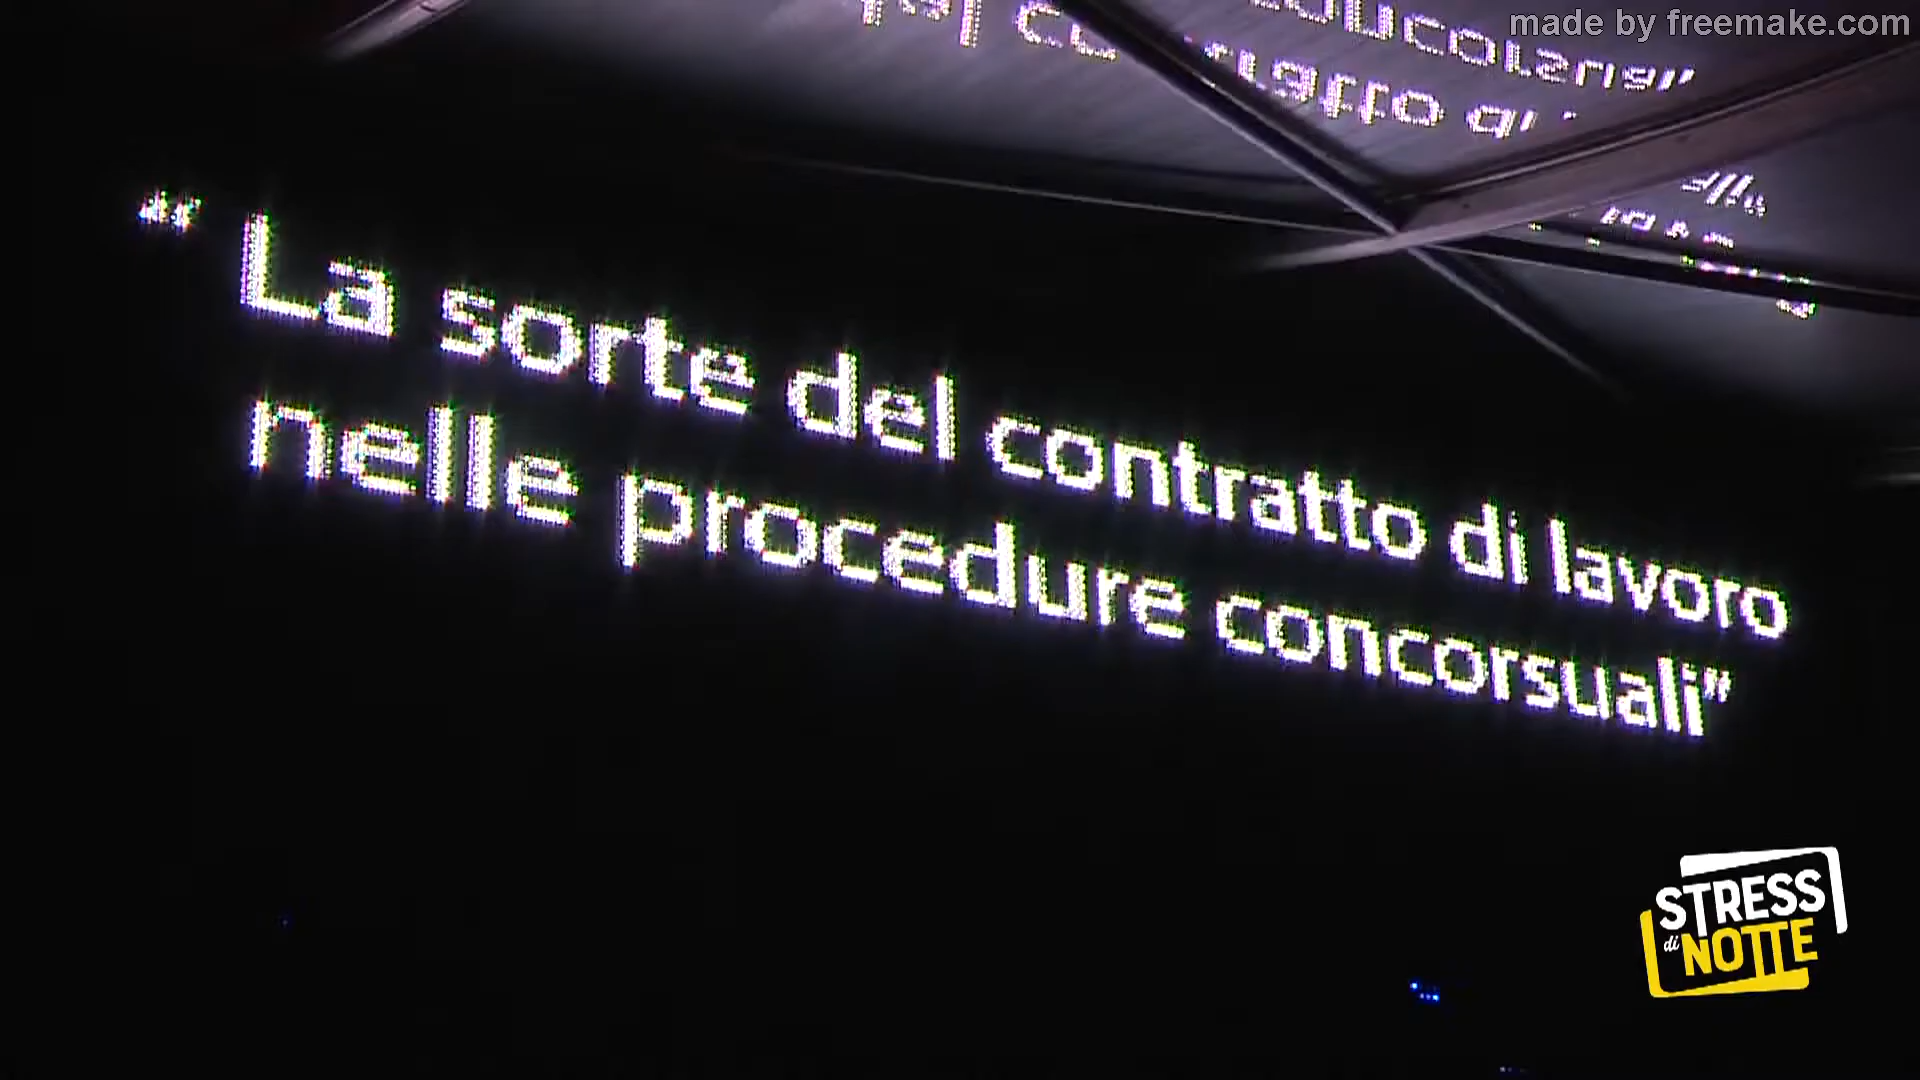 made by freemake.com
“La sorte del contratto di lavoro
nelle procedure concorsuali”
STRESS
di NOTTE